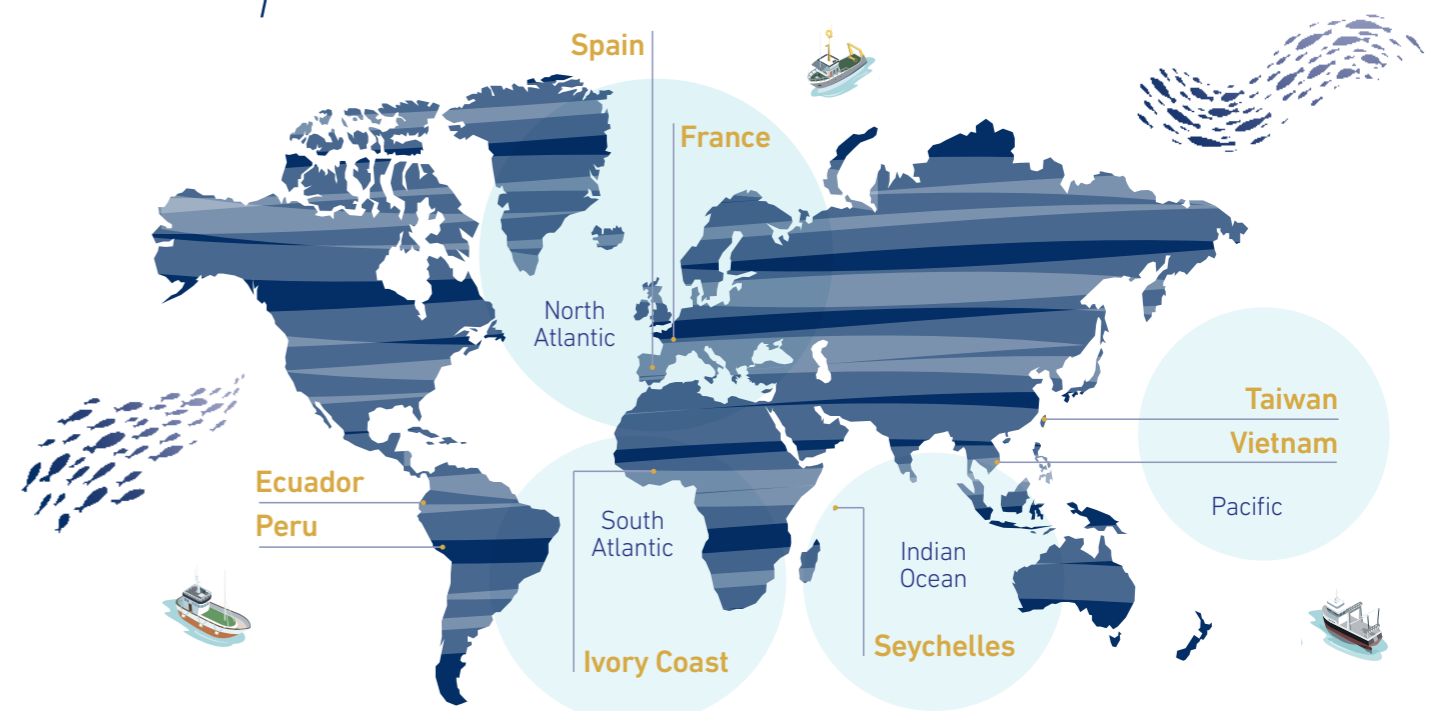 Spain
France
North
Atlantic
Taiwan
Vietnam
Ecuador
Peru
Pacific
South
Atlantic
Indian
Ocean
Seychelles
Ivory Coast